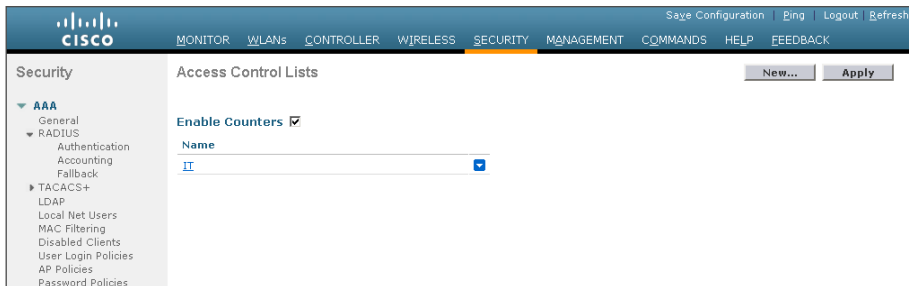 Save Configuration | Ping | Logout | Refresh
CISCO
MONITOR WLANs CONTROLLER WIRELESS SECURITY MANAGEMENT COMMANDS HELP FEEDBACK
Security
Access Control Lists
New...
Apply
AAA
General
RADIUS
Authentication
Accounting
Fallback
TACACS+
LDAP
Local Net Users
MAC Filtering
Disabled Clients
User Login Policies
AP Policies
Password Policies
Enable Counters
Name
IT